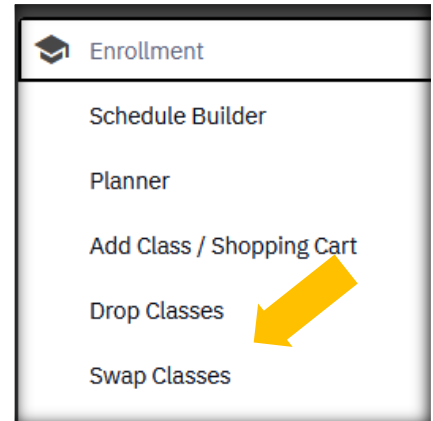 Enrollment
Schedule Builder
Planner
Add Class / Shopping Cart
Drop Classes
Swap Classes